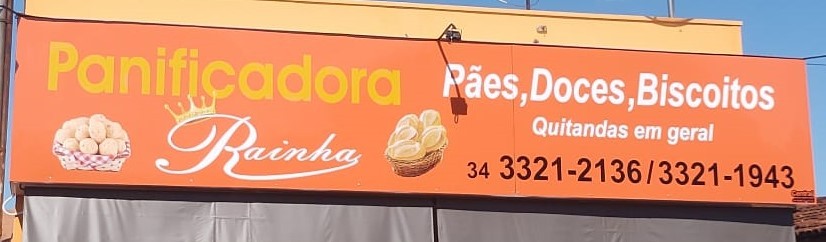 Panificadora
Rainha
Pães, Doces, Biscoitos
Quitandas em geral
34 3321-2136 / 3321-1943